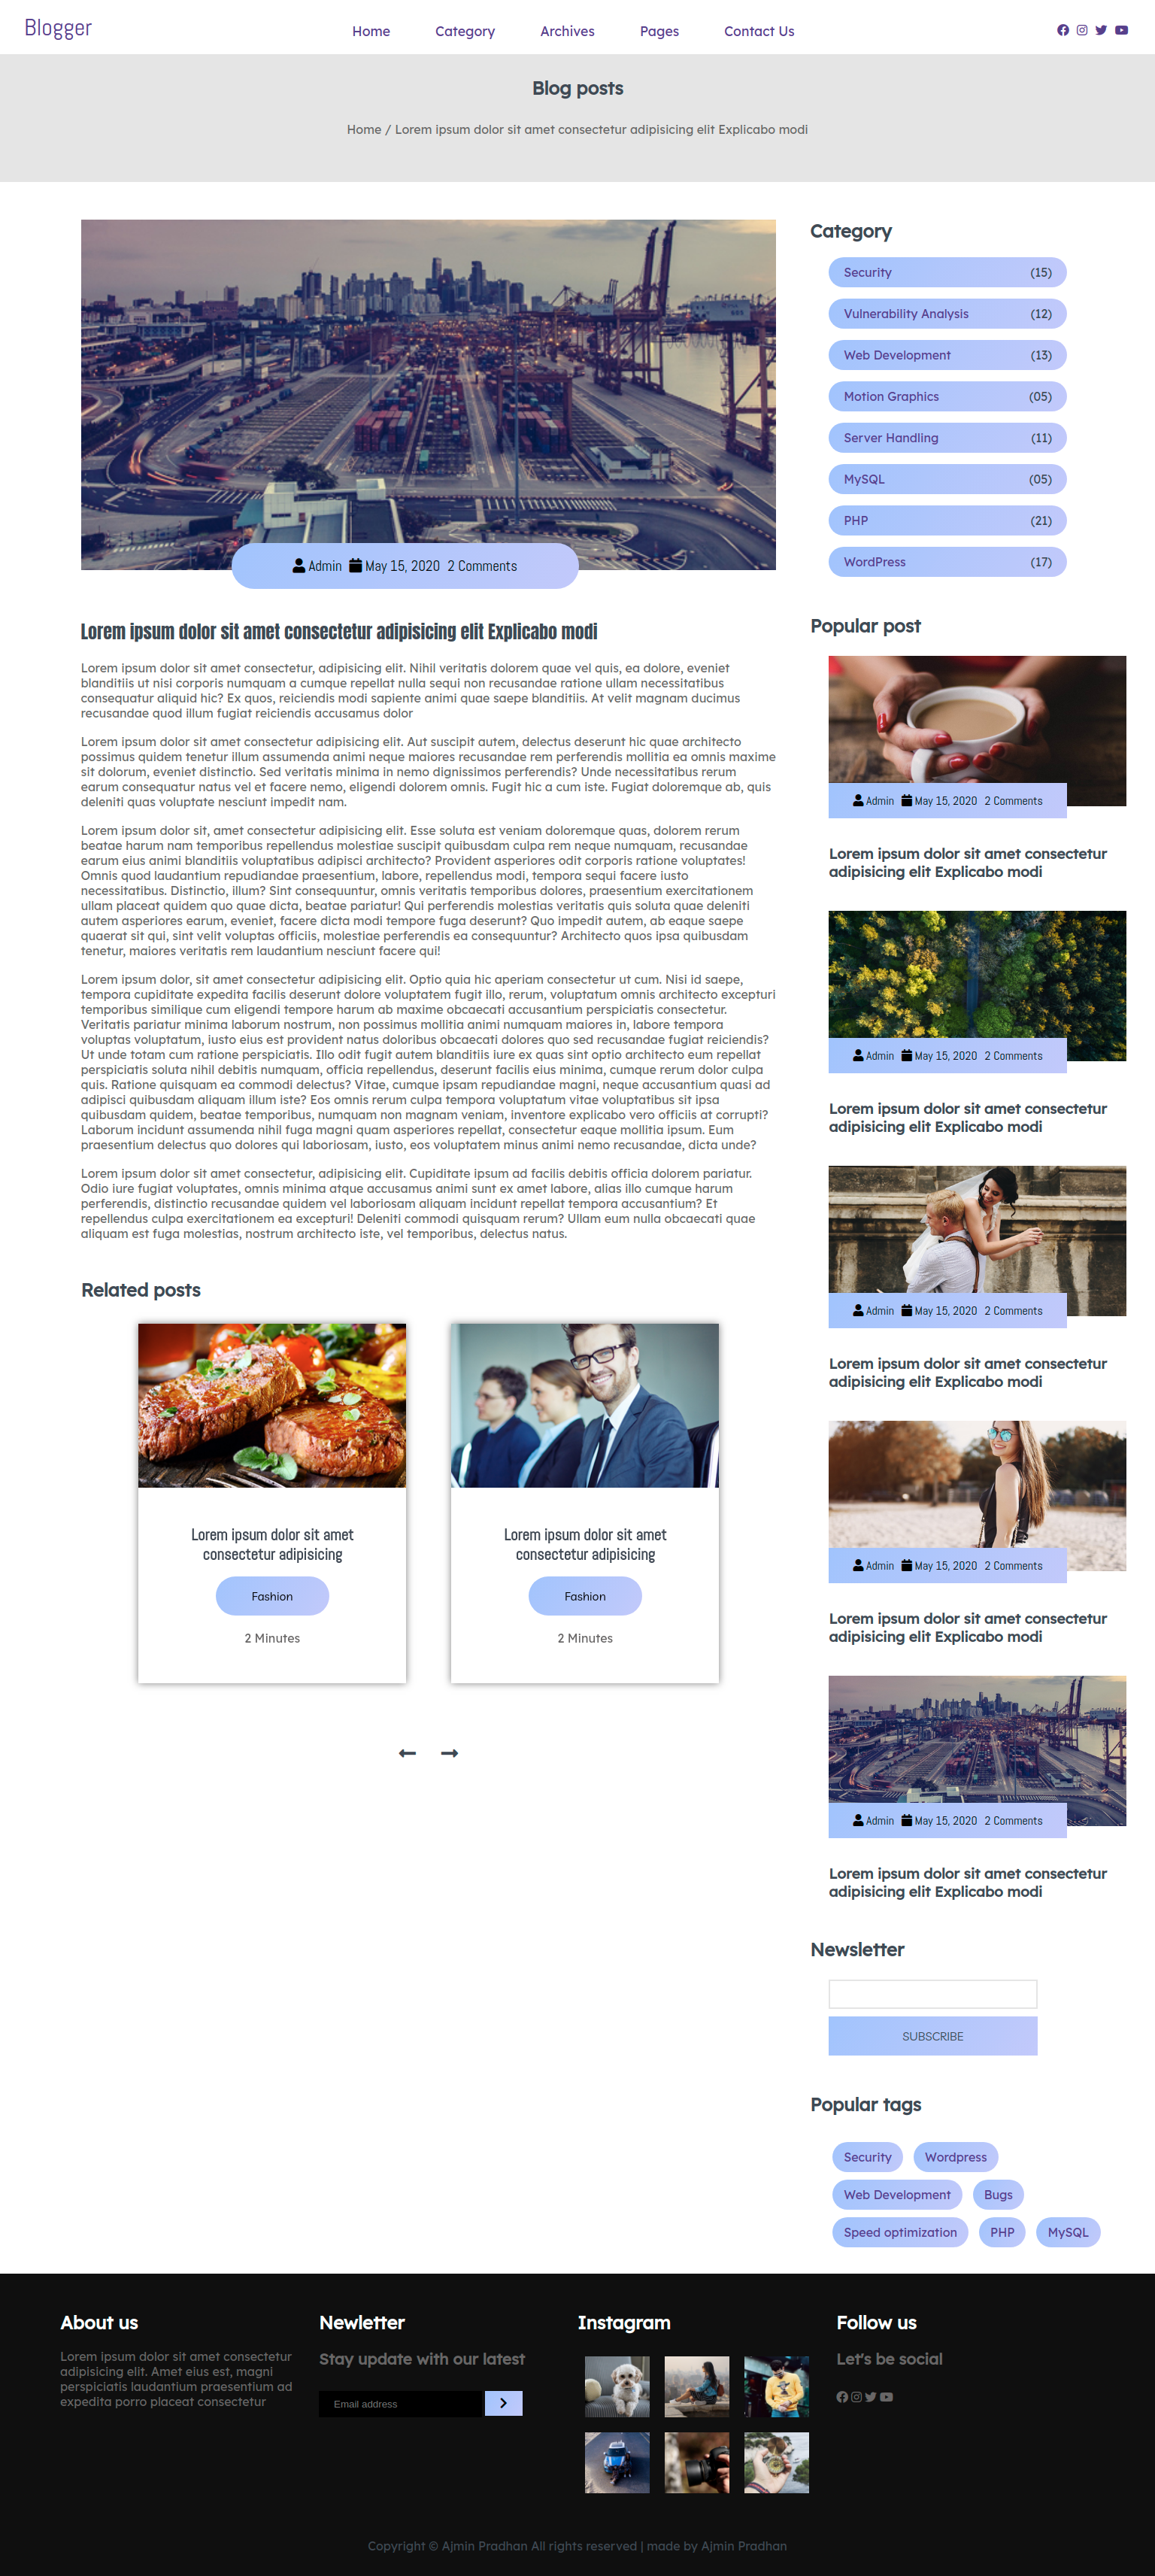 Blogger
Home Category Archives Pages Contact Us
Blog posts
Home / Lorem ipsum dolor sit amet consectetur adipisicing elit Explicabo modi
Admin May 15, 2020 2 Comments
Lorem ipsum dolor sit amet consectetur adipisicing elit Explicabo modi
Lorem ipsum dolor sit amet consectetur, adipisicing elit. Nihil veritatis dolorem quae vel quis, ea dolore, eveniet
blanditiis ut nisi corporis numquam a cumque repellat nulla sequi non recusandae ratione ullam necessitatibus
consequatur aliquid hic? Ex quos, reiciendis modi sapiente animi quae saepe blanditiis. At velit magnam ducimus
recusandae quod illum fugiat reiciendis accusamus dolor
Lorem ipsum dolor sit amet consectetur adipisicing elit. Aut suscipit autem, delectus deserunt hic quae architecto
possimus quidem tenetur illum assumenda animi neque maiores recusandae rem perferendis mollitia ea omnis maxime
sit dolorum, eveniet distinctio. Sed veritatis minima in nemo dignissimos perferendis? Unde necessitatibus rerum
earum consequatur natus vel et facere nemo, eligendi dolorem omnis. Fugit hic a cum iste. Fugiat doloremque ab, quis
deleniti quas voluptate nesciunt impedit nam.
Lorem ipsum dolor sit, amet consectetur adipisicing elit. Esse soluta est veniam doloremque quas, dolorem rerum
beatae harum nam temporibus repellendus molestiae suscipit quibusdam culpa rem neque numquam, recusandae
earum eius animi blanditiis voluptatibus adipisci architecto? Provident asperiores odit corporis ratione voluptates!
Omnis quod laudantium repudiandae praesentium, labore, repellendus modi, tempora sequi facere iusto
necessitatibus. Distinctio, illum? Sint consequuntur, omnis veritatis temporibus dolores, praesentium exercitationem
ullam placeat quidem quo quae dicta, beatae pariatur! Qui perferendis molestias veritatis quis soluta quae deleniti
autem asperiores earum, eveniet, facere dicta modi tempore fuga deserunt? Quo impedit autem, ab eaque saepe
quaerat sit qui, sint velit voluptas officiis, molestiae perferendis ea consequuntur? Architecto quos ipsa quibusdam
tenetur, maiores veritatis rem laudantium nesciunt facere qui!
Lorem ipsum dolor, sit amet consectetur adipisicing elit. Optio quia hic aperiam consectetur ut cum. Nisi id saepe,
tempora cupiditate expedita facilis deserunt dolore voluptatem fugit illo, rerum, voluptatum omnis architecto excepturi
temporibus similique cum eligendi tempore harum ab maxime obcaecati accusantium perspiciatis consectetur.
Veritatis pariatur minima laborum nostrum, non possimus mollitia animi numquam maiores in, labore tempora
voluptas voluptatum, iusto eius est provident natus doloribus obcaecati dolores quo sed recusandae fugiat reiciendis?
Ut unde totam cum ratione perspiciatis. Illo odit fugit autem blanditiis iure ex quas sint optio architecto eum repellat
perspiciatis soluta nihil debitis numquam, officia repellendus, deserunt facilis eius minima, cumque rerum dolor culpa
quis. Ratione quisquam ea commodi delectus? Vitae, cumque ipsam repudiandae magni, neque accusantium quasi ad
adipisci quibusdam aliquam illum iste? Eos omnis rerum culpa tempora voluptatum vitae voluptatibus sit ipsa
quibusdam quidem, beatae temporibus, numquam non magnam veniam, inventore explicabo vero officiis at corrupti?
Laborum incidunt assumenda nihil fuga magni quam asperiores repellat, consectetur eaque mollitia ipsum. Eum
praesentium delectus quo dolores qui laboriosam, iusto, eos voluptatem minus animi nemo recusandae, dicta unde?
Lorem ipsum dolor sit amet consectetur, adipisicing elit. Cupiditate ipsum ad facilis debitis officia dolorem pariatur.
Odio iure fugiat voluptates, omnis minima atque accusamus animi sunt ex amet labore, alias illo cumque harum
perferendis, distinctio recusandae quidem vel laboriosam aliquam incidunt repellat tempora accusantium? Et
repellendus culpa exercitationem ea excepturi! Deleniti commodi quisquam rerum? Ullam eum nulla obcaecati quae
aliquam est fuga molestias, nostrum architecto iste, vel temporibus, delectus natus.
Related posts
Lorem ipsum dolor sit amet
consectetur adipisicing
Fashion
2 Minutes
Lorem ipsum dolor sit amet
consectetur adipisicing
Fashion
2 Minutes
Category
Security (15)
Vulnerability Analysis (12)
Web Development (13)
Motion Graphics (05)
Server Handling (11)
MySQL (05)
PHP (21)
WordPress (17)
Popular post
Admin May 15, 2020 2 Comments
Lorem ipsum dolor sit amet consectetur
adipisicing elit Explicabo modi
Admin May 15, 2020 2 Comments
Lorem ipsum dolor sit amet consectetur
adipisicing elit Explicabo modi
Admin May 15, 2020 2 Comments
Lorem ipsum dolor sit amet consectetur
adipisicing elit Explicabo modi
Admin May 15, 2020 2 Comments
Lorem ipsum dolor sit amet consectetur
adipisicing elit Explicabo modi
Admin May 15, 2020 2 Comments
Lorem ipsum dolor sit amet consectetur
adipisicing elit Explicabo modi
Newsletter
SUBSCRIBE
Popular tags
Security Wordpress
Web Development Bugs
Speed optimization PHP MySQL
About us
Lorem ipsum dolor sit amet consectetur
adipisicing elit. Amet eius est, magni
perspiciatis laudantium praesentium ad
expedita porro placeat consectetur
Newletter
Stay update with our latest
Email address
Instagram
Follow us
Let's be social
Copyright © Ajmin Pradhan All rights reserved | made by Ajmin Pradhan